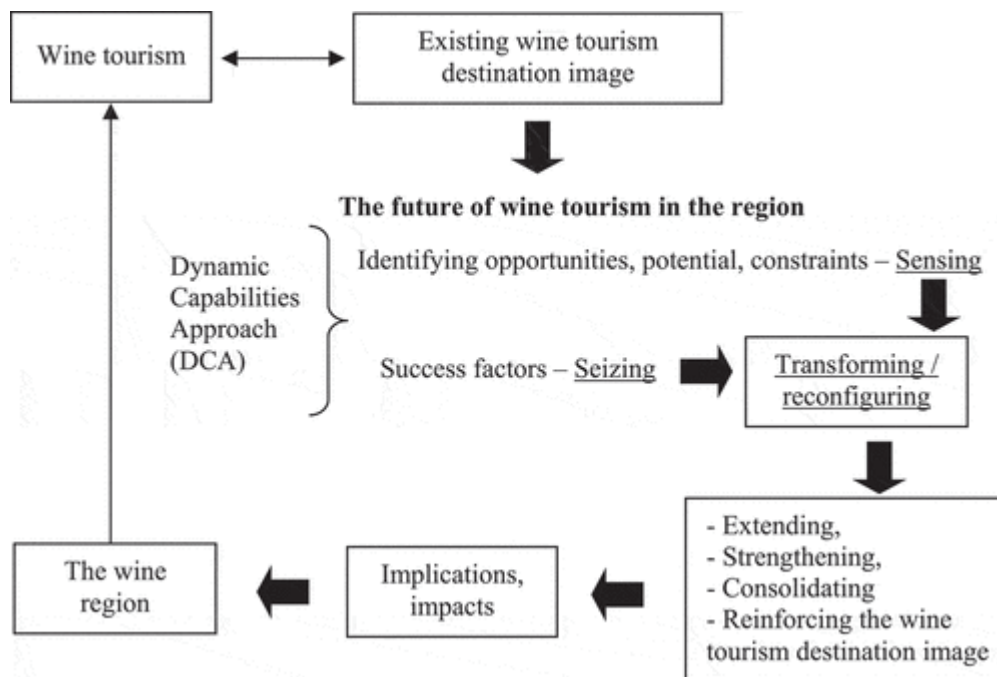 Wine tourism
Existing wine tourism
destination image
The future of wine tourism in the region
Identifying opportunities, potential, constraints – Sensing
Dynamic
Capabilities
Approach
(DCA)
Success factors – Seizing
Transforming /
reconfiguring
- Extending,
- Strengthening,
- Consolidating
- Reinforcing the wine
tourism destination image
Implications,
impacts
The wine
region